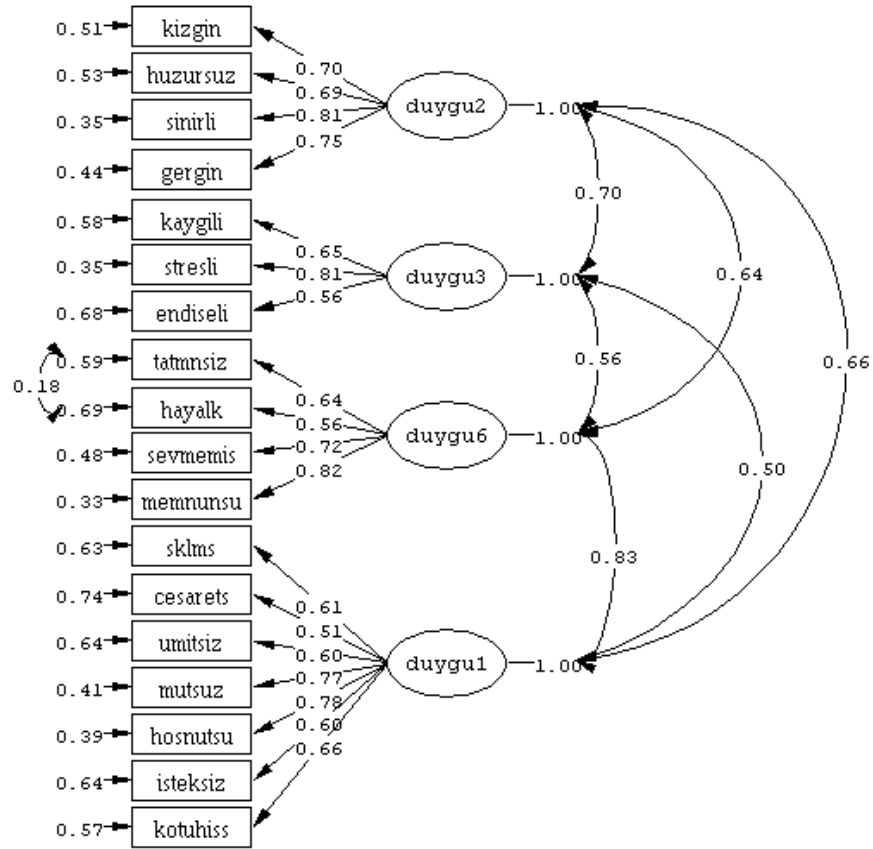 0.51 kizgin
0.70
0.53 huzursuz
0.69
duygu2 1.00
0.35 sinirli
0.81
0.75
0.44 gergin
0.70
0.58 kaygili
0.65
0.64
0.35 stresli
0.81
duygu3 1.00
0.56
0.68 endiseli
0.59 tatmnsiz
0.56
0.66
0.18
0.64
0.69 hayalk
0.56
duygu6 1.00
0.72
0.48 sevmemis
0.82
0.50
0.33 memnunsu
0.63 sklms
0.83
0.74 cesarets
0.61
0.51
0.64 umitsiz
0.60
duygu1 1.00
0.77
0.41 mutsuz
0.78
0.60
0.39 hosnutsu
0.66
0.64 isteksiz
0.57 kotuhiss